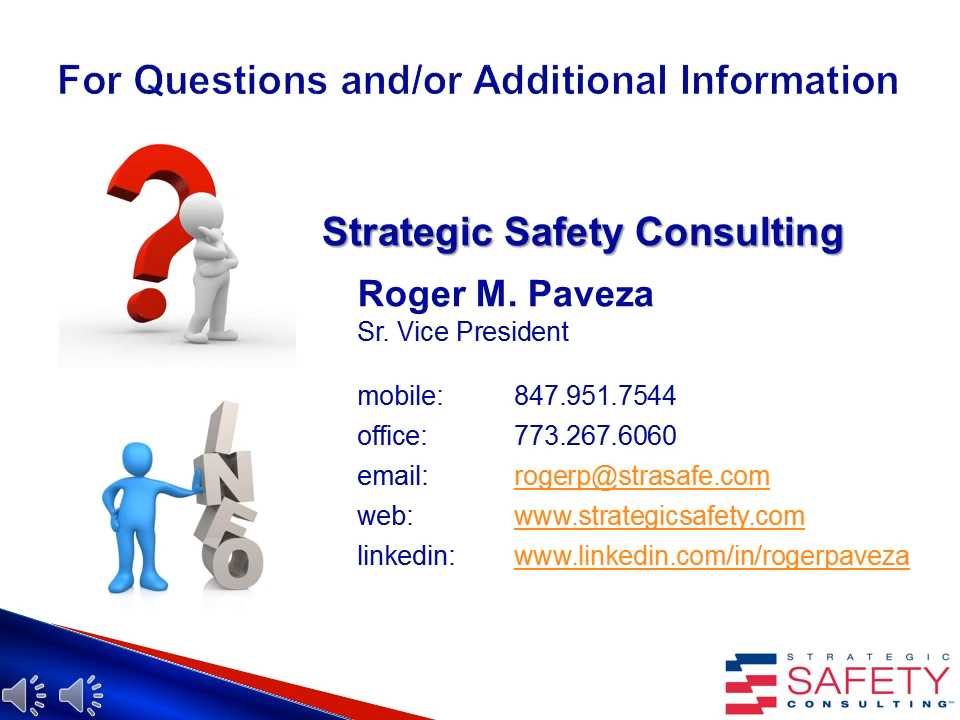 For Questions and/or Additional Information
Strategic Safety Consulting
Roger M. Paveza
Sr. Vice President
mobile: 847.951.7544
office: 773.267.6060
email: rogerp@strasafe.com
web: www.strategicsafety.com
linkedin: www.linkedin.com/in/rogerpaveza
INFO
STRATEGIC
SAFETY
CONSULTING